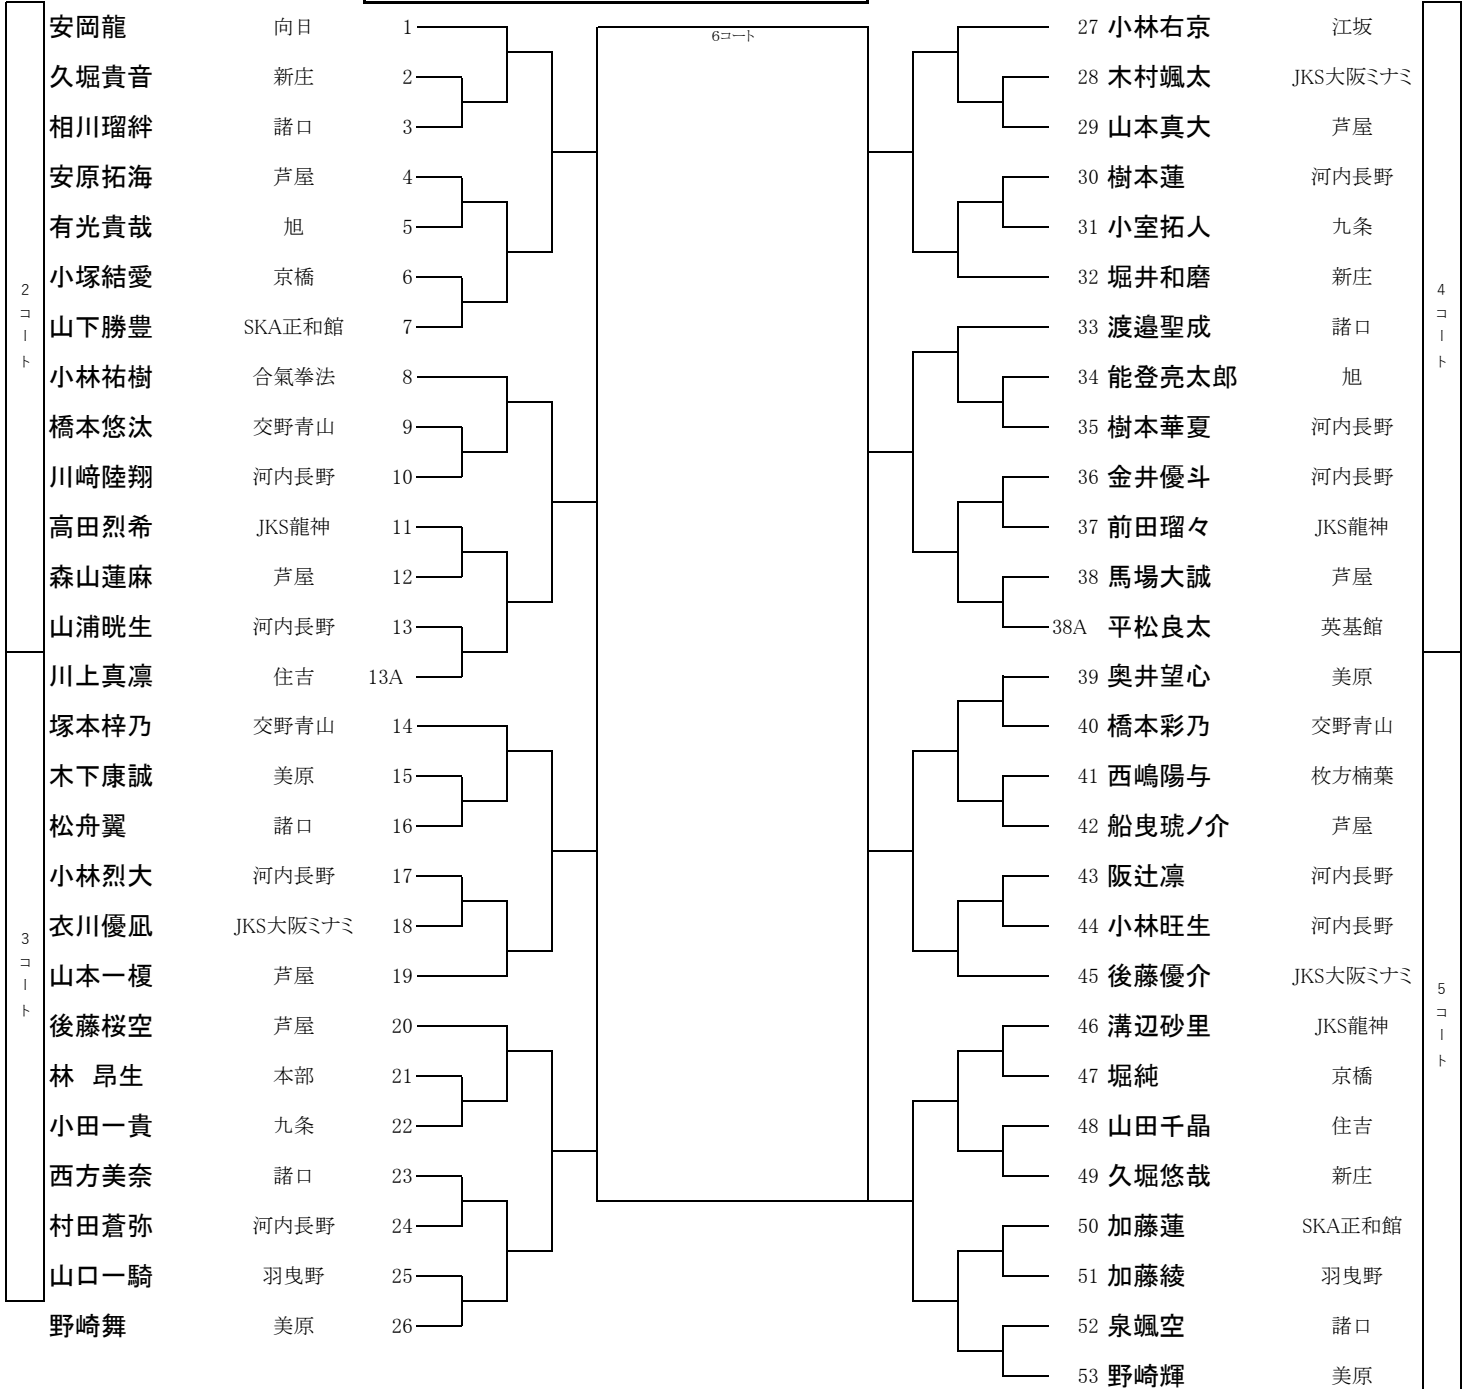 6コート
2コート
安岡龍 向日 1
久堀貴音 新庄 2
相川瑠絆 諸口 3
安原拓海 芦屋 4
有光貴哉 旭 5
小塚結愛 京橋 6
山下勝豊 SKA正和館 7
小林祐樹 合氣拳法 8
橋本悠汰 交野青山 9
川﨑陸翔 河内長野 10
高田烈希 JKS龍神 11
森山蓮麻 芦屋 12
山浦晄生 河内長野 13
3コート
川上真凛 住吉 13A
塚本梓乃 交野青山 14
木下康誠 美原 15
松舟翼 諸口 16
小林烈大 河内長野 17
衣川優凪 JKS大阪ミナミ 18
山本一榎 芦屋 19
後藤桜空 芦屋 20
林 昂生 本部 21
小田一貴 九条 22
西方美奈 諸口 23
村田蒼弥 河内長野 24
山口一騎 羽曳野 25
野崎舞 美原 26
4コート
27 小林右京 江坂
28 木村颯太 JKS大阪ミナミ
29 山本真大 芦屋
30 樹本蓮 河内長野
31 小室拓人 九条
32 堀井和磨 新庄
33 渡邉聖成 諸口
34 能登亮太郎 旭
35 樹本華夏 河内長野
36 金井優斗 河内長野
37 前田瑠々 JKS龍神
38 馬場大誠 芦屋
38A 平松良太 英基館
5コート
39 奥井望心 美原
40 橋本彩乃 交野青山
41 西嶋陽与 枚方楠葉
42 船曳琥ノ介 芦屋
43 阪辻凛 河内長野
44 小林旺生 河内長野
45 後藤優介 JKS大阪ミナミ
46 溝辺砂里 JKS龍神
47 堀純 京橋
48 山田千晶 住吉
49 久堀悠哉 新庄
50 加藤蓮 SKA正和館
51 加藤綾 羽曳野
52 泉颯空 諸口
53 野崎輝 美原